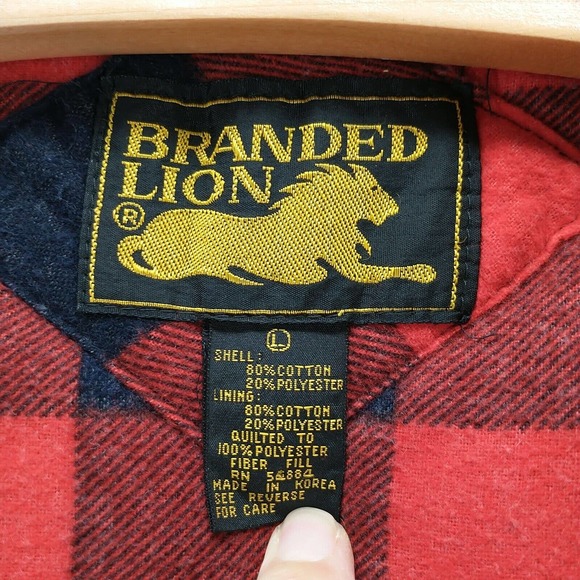 BRANDED
LION
®
L
SHELL:
80%COTTON
20%POLYESTER
LINING:
80%COTTON
20%POLYESTER
QUILTED TO
100%POLYESTER
FIBER FILL
RN
MADE IN KOREA
SEE REVERSE
FOR CARE